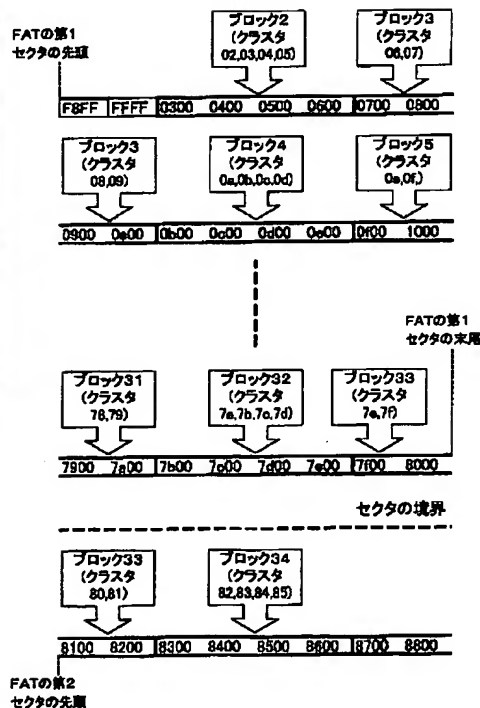 FATの第1
セクタの先頭
ブロック2
(クラスタ
02,03,04,05)
ブロック3
(クラスタ
06,07)
F8FF FFFF 0300 0400 0500 0600 0700 0800
ブロック3
(クラスタ
08,09)
ブロック4
(クラスタ
0a,0b,0c,0d)
ブロック5
(クラスタ
0e,0f,)
0900 0a00 0b00 0c00 0d00 0e00 0f00 1000
FATの第1
セクタの末尾
ブロック31
(クラスタ
78,79)
ブロック32
(クラスタ
7a,7b,7c,7d)
ブロック33
(クラスタ
7e,7f)
7900 7a00 7b00 7c00 7d00 7e00 7f00 8000
セクタの境界
ブロック33
(クラスタ
80,81)
ブロック34
(クラスタ
82,83,84,85)
8100 8200 8300 8400 8500 8600 8700 8800
FATの第2
セクタの先頭